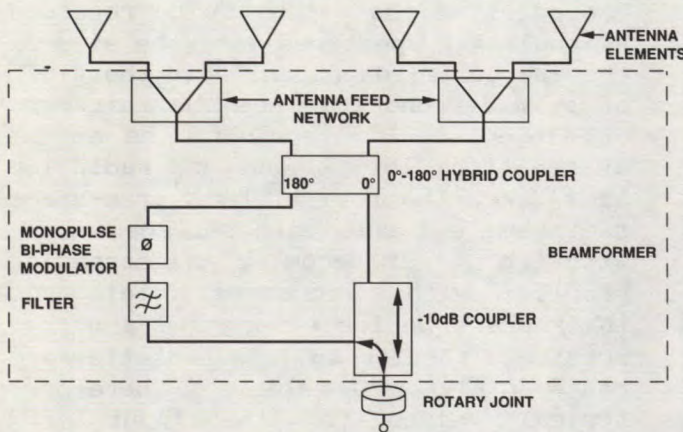 ANTENNA
ELEMENTS
ANTENNA FEED
NETWORK
180°
0°
0°-180° HYBRID COUPLER
MONOPULSE
BI-PHASE
MODULATOR
Ø
BEAMFORMER
FILTER
-10dB COUPLER
ROTARY JOINT